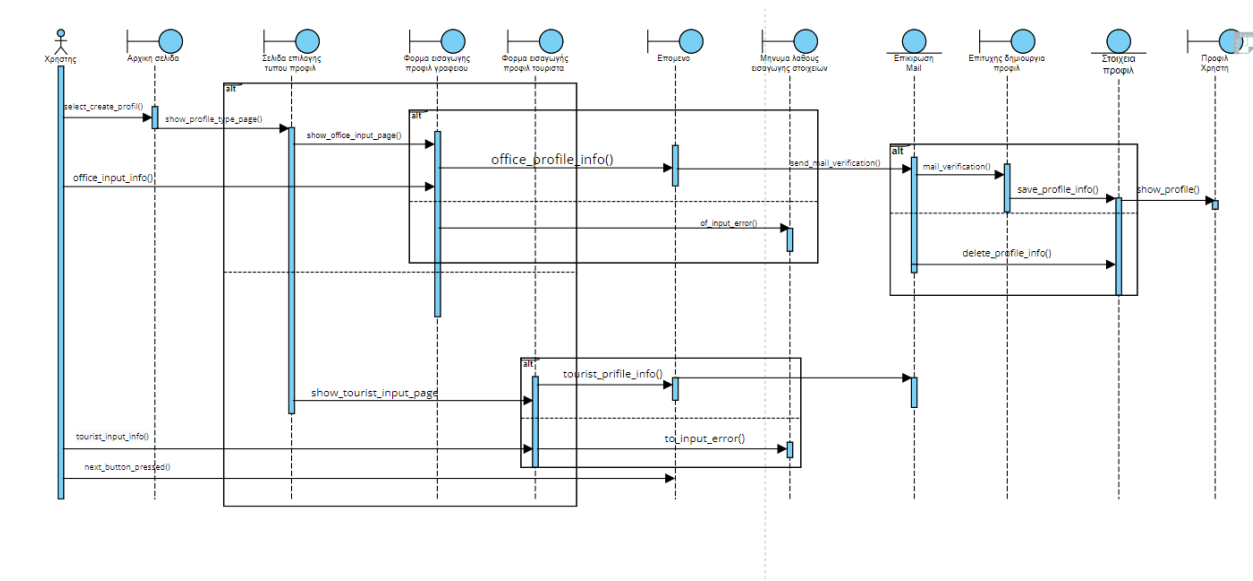 Χρηστης
Αρχικη σελιδα
Σελιδα επιλογης
τυπου προφιλ
Φορμα εισαγωγης
προφιλ γραφειου
Φορμα εισαγωγής
προφιλ τουριστα
Επομενο
Μηνυμα λαθους
εισαγωγης στοιχειων
Επικιρωση
Mail
Επιτυχης δημιουργια
προφιλ
Στοιχεια
προφιλ
Προφιλ
Χρηστη
alt
select_create_profil()
show_profile_type_page()
alt
show_office_input_page()
office_profile_info()
send_mail_verification()
alt
mail_verification()
office_input_info()
save_profile_info()
show_profile()
of_input_error()
delete_profile_info()
alt
tourist_prifile_info()
show_tourist_input_page
tourist_input_info()
to_input_error()
next_button_pressed()